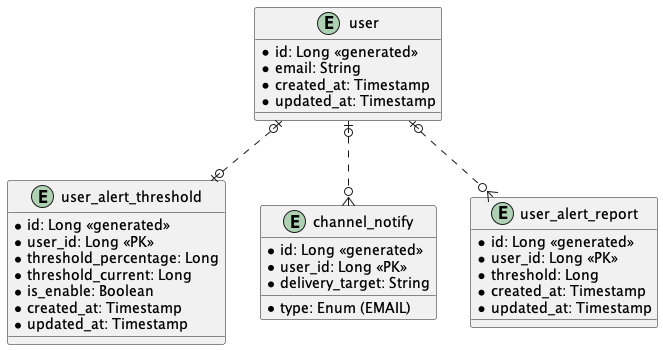 E user
id: Long «generated»
email: String
created_at: Timestamp
updated_at: Timestamp
E user_alert_threshold
id: Long «generated»
user_id: Long «PK»
threshold_percentage: Long
threshold_current: Long
is_enable: Boolean
created_at: Timestamp
updated_at: Timestamp
E channel_notify
id: Long «generated»
user_id: Long «PK»
delivery_target: String
type: Enum (EMAIL)
E user_alert_report
id: Long «generated»
user_id: Long «PK»
threshold: Long
created_at: Timestamp
updated_at: Timestamp